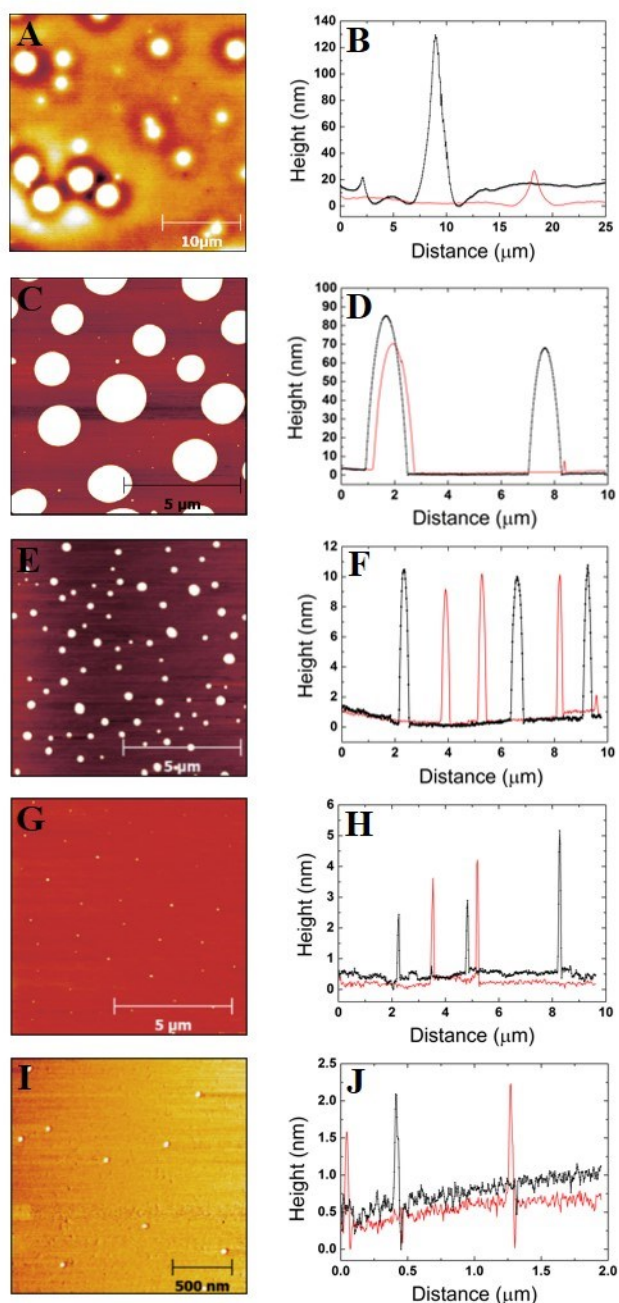 A
10μm
B
Height (nm)
140
130
120
100
80
60
40
20
0
0 5 10 15 20 25
Distance (μm)
C
5 μm
D
Height (nm)
100
90
80
70
60
50
40
30
20
10
0
0 2 4 6 8 10
Distance (μm)
E
5 μm
F
Height (nm)
12
10
8
6
4
2
0
0 2 4 6 8 10
Distance (μm)
G
5 μm
H
Height (nm)
6
5
4
3
2
1
0
0 2 4 6 8 10
Distance (μm)
I
500 nm
J
Height (nm)
2.5
2.0
1.5
1.0
0.5
0.0
0.0 0.5 1.0 1.5 2.0
Distance (μm)